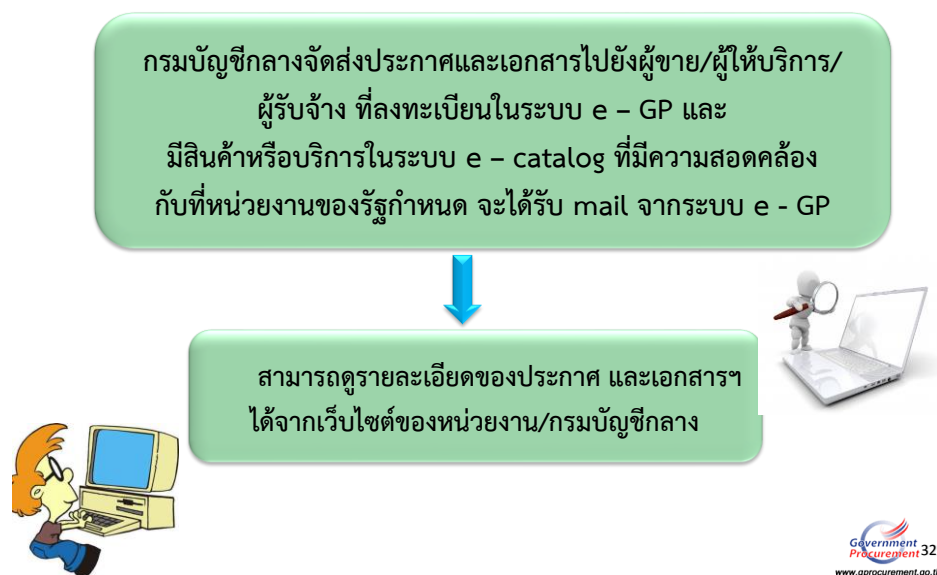 กรมบัญชีกลางจัดส่งประกาศและเอกสารไปยังผู้ขาย/ผู้ให้บริการ/
ผู้รับจ้าง ที่ลงทะเบียนในระบบ e – GP และ
มีสินค้าหรือบริการในระบบ e – catalog ที่มีความสอดคล้อง
กับที่หน่วยงานของรัฐกำหนด จะได้รับ mail จากระบบ e - GP
สามารถดูรายละเอียดของประกาศ และเอกสารฯ
ได้จากเว็บไซต์ของหน่วยงาน/กรมบัญชีกลาง
Government
Procurement 32
www.gprocurement.go.t